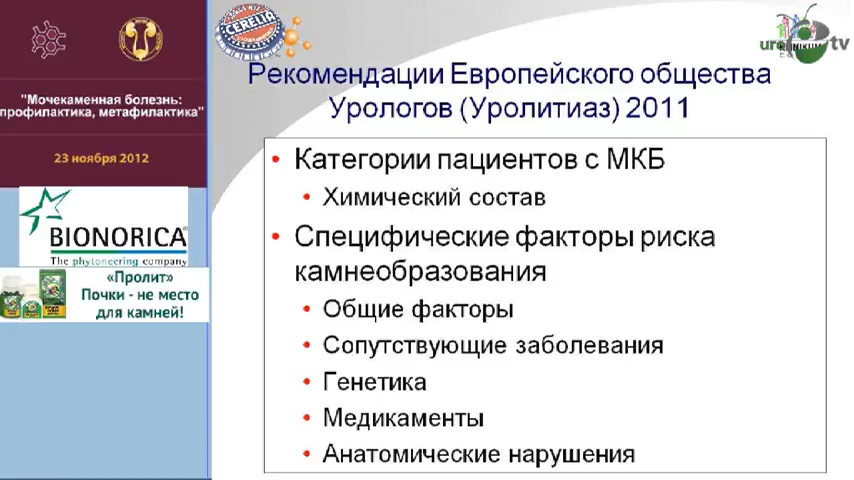 CERELIA
uro
tv
Рекомендации Европейского общества
Урологов (Уролитиаз) 2011
"Мочекаменная болезнь:
профилактика, метафилактика"
23 ноября 2012
BIONORICA®
The phytoneering company
«Пролит»
Почки - не место
для камней!
• Категории пациентов с МКБ
• Химический состав
• Специфические факторы риска
камнеобразования
• Общие факторы
• Сопутствующие заболевания
• Генетика
• Медикаменты
• Анатомические нарушения